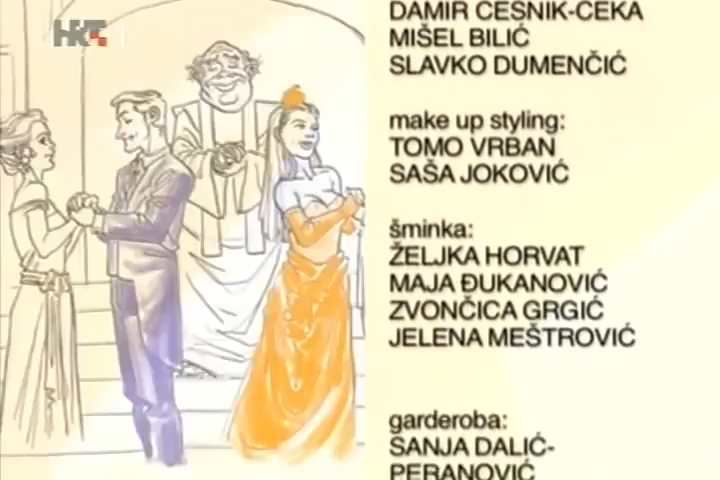 HRT
DAMIR ČESNIK-ČEKA
MIŠEL BILIĆ
SLAVKO DUMENČIĆ
make up styling:
TOMO VRBAN
SAŠA JOKOVIĆ
šminka:
ŽELJKA HORVAT
MAJA ĐUKANOVIĆ
ZVONČICA GRGIĆ
JELENA MEŠTROVIĆ
garderoba:
SANJA DALIĆ-
PERANOVIĆ